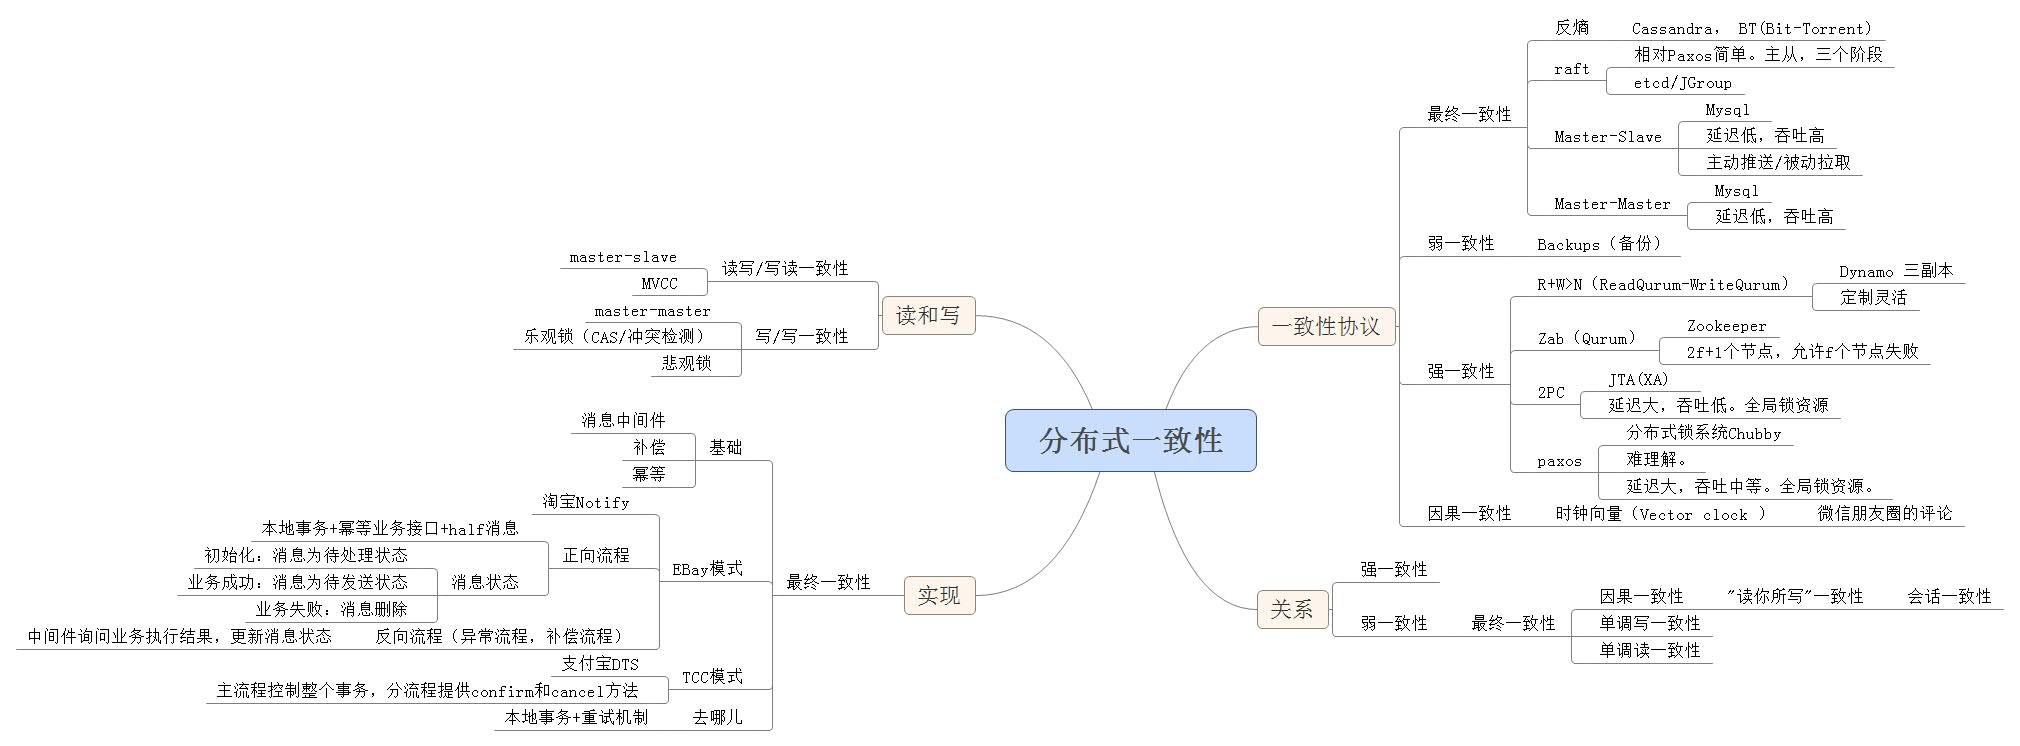 分布式一致性
一致性协议
最终一致性
反熵
Cassandra， BT(Bit-Torrent)
raft
相对Paxos简单。主从，三个阶段
etcd/JGroup
Master-Slave
Mysql
延迟低，吞吐高
主动推送/被动拉取
Master-Master
Mysql
延迟低，吞吐高
弱一致性
Backups（备份）
强一致性
R+W>N（ReadQurum-WriteQurum）
Dynamo 三副本
定制灵活
Zab（Qurum）
Zookeeper
2f+1个节点，允许f个节点失败
2PC
JTA(XA)
延迟大，吞吐低。全局锁资源
paxos
分布式锁系统Chubby
难理解。
延迟大，吞吐中等。全局锁资源。
因果一致性
时钟向量（Vector clock ）
微信朋友圈的评论
关系
强一致性
弱一致性
最终一致性
因果一致性
"读你所写"一致性
会话一致性
单调写一致性
单调读一致性
读和写
读写/写读一致性
master-slave
MVCC
写/写一致性
master-master
乐观锁（CAS/冲突检测）
悲观锁
实现
最终一致性
基础
消息中间件
补偿
幂等
EBay模式
淘宝Notify
正向流程
本地事务+幂等业务接口+half消息
消息状态
初始化：消息为待处理状态
业务成功：消息为待发送状态
业务失败：消息删除
反向流程（异常流程，补偿流程）
中间件询问业务执行结果，更新消息状态
TCC模式
支付宝DTS
主流程控制整个事务，分流程提供confirm和cancel方法
去哪儿
本地事务+重试机制